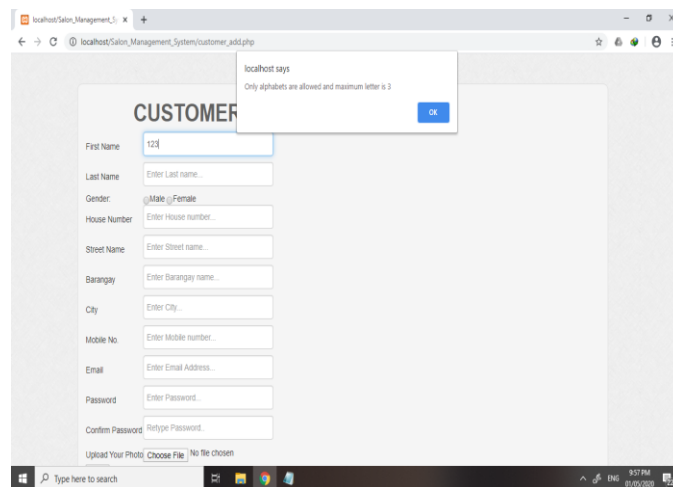 localhost/Salon_Management_S
localhost/Salon_Management_System/customer_add.php
localhost says
Only alphabets are allowed and maximum letter is 3
OK
CUSTOMER
First Name 123
Last Name Enter Last name...
Gender: Male Female
House Number Enter House number...
Street Name Enter Street name...
Barangay Enter Barangay name...
City Enter City...
Mobile No. Enter Mobile number...
Email Enter Email Address...
Password Enter Password...
Confirm Password Retype Password...
Upload Your Photo Choose File No file chosen
Type here to search
ENG
9:57 PM
01/05/2020